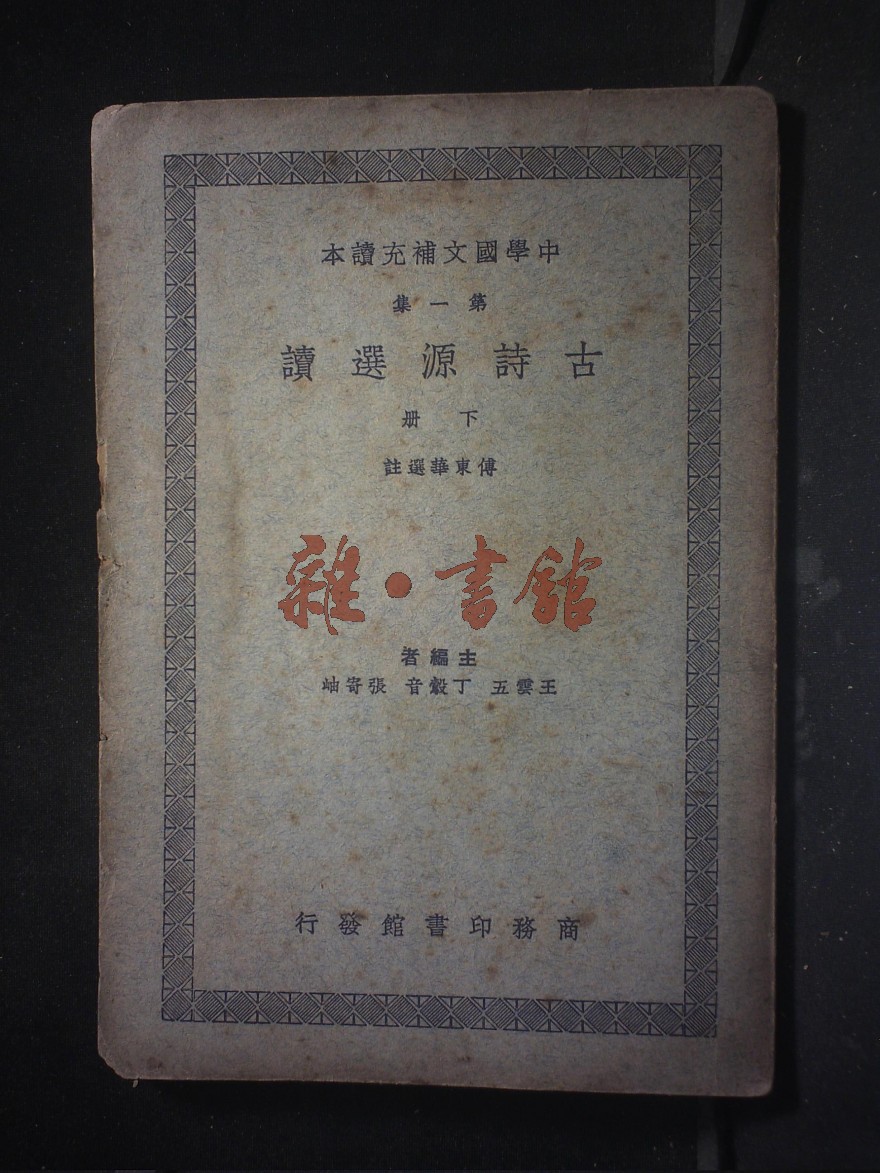 中學國文補充讀本
第一集
古詩源選讀
下册
傅東華選註
雜·書館
主編者
王雲五 丁嗀音 張寄岫
商務印書館發行